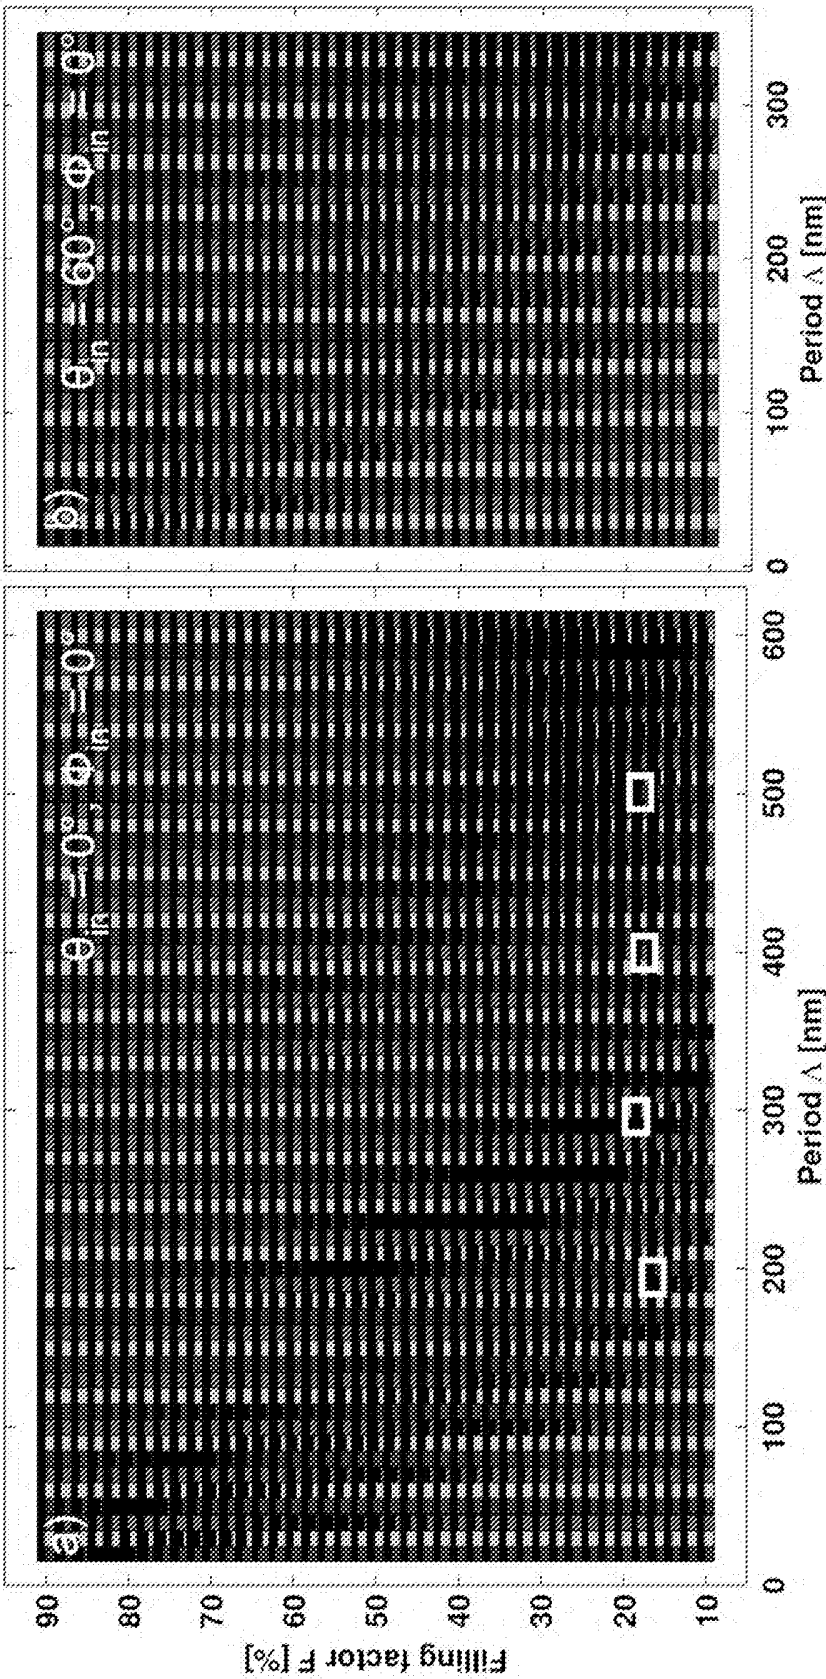 a)
θin = 0°, Φin = 0°
Filling factor F [%]
90
80
70
60
50
40
30
20
10
0
100
200
300
400
500
600
Period Λ [nm]
b)
θin = 60°, Φin = 0°
0
100
200
300
Period Λ [nm]